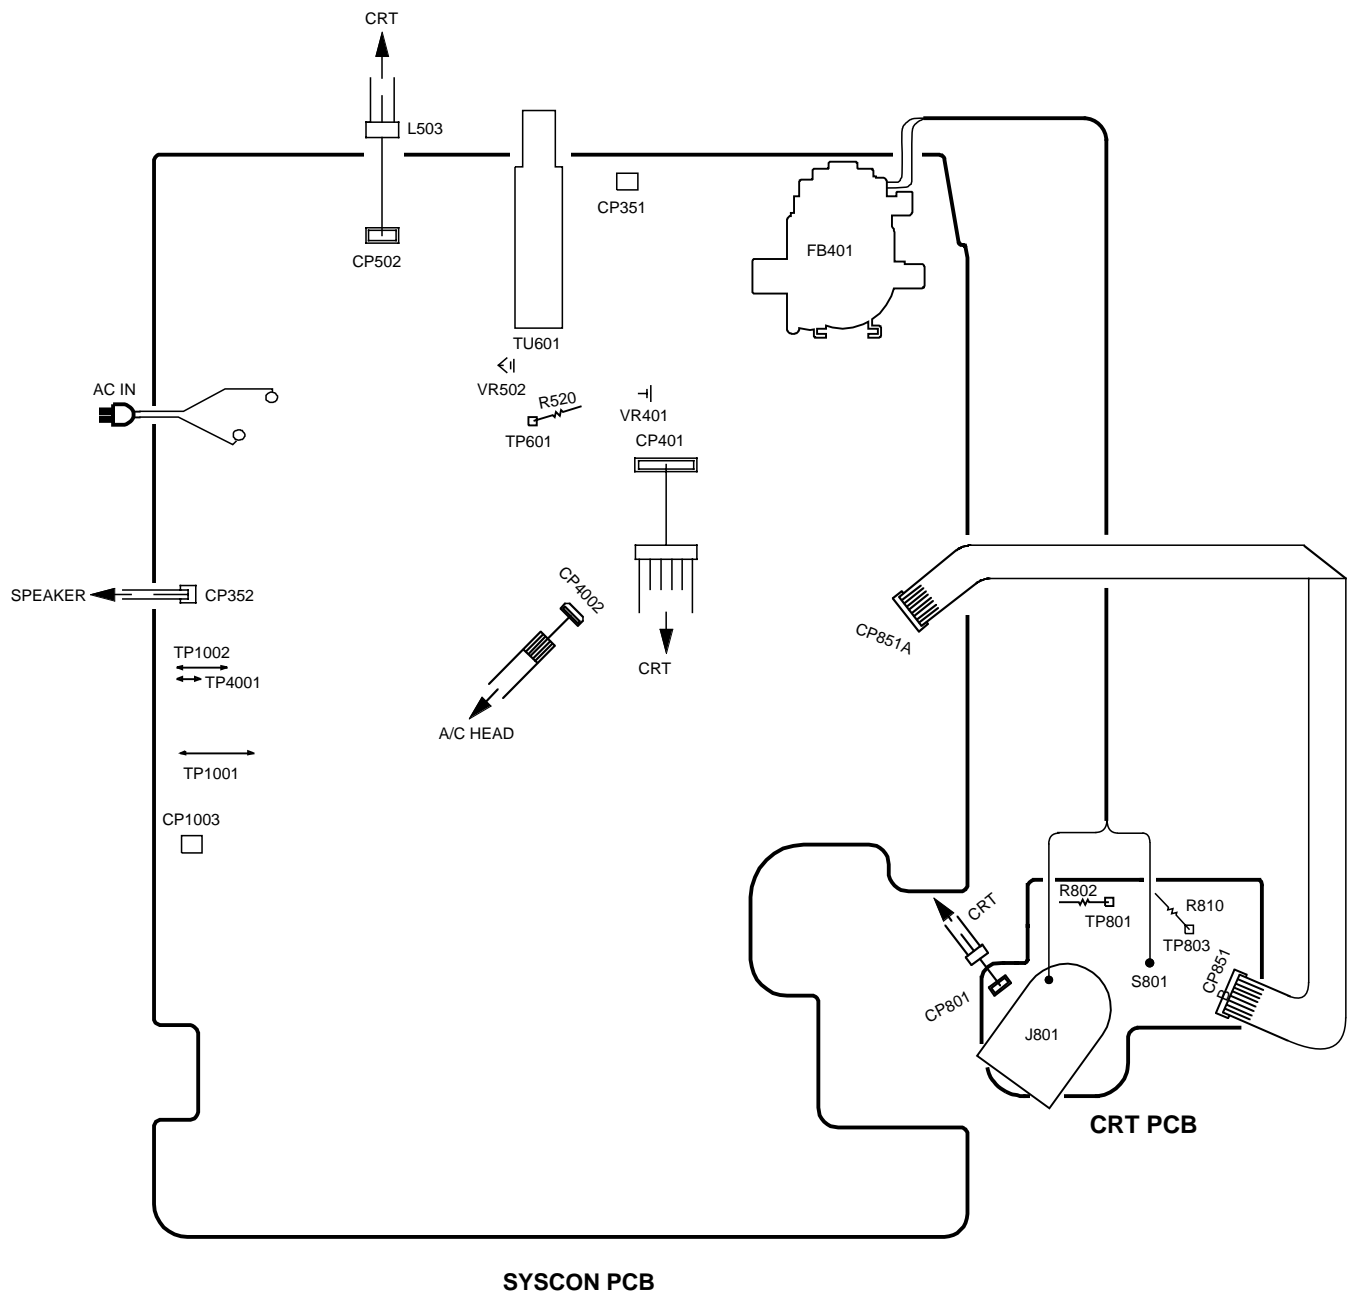 CRT
L503
CP351
CP502
FB401
TU601
VR502
AC IN
R520
TP601
VR401
CP401
SPEAKER
CP352
CP4002
CP851A
TP1002
TP4001
CRT
A/C HEAD
TP1001
CP1003
R802
TP801
R810
TP803
CRT
CP801
S801
CP851
B
J801
CRT PCB
SYSCON PCB